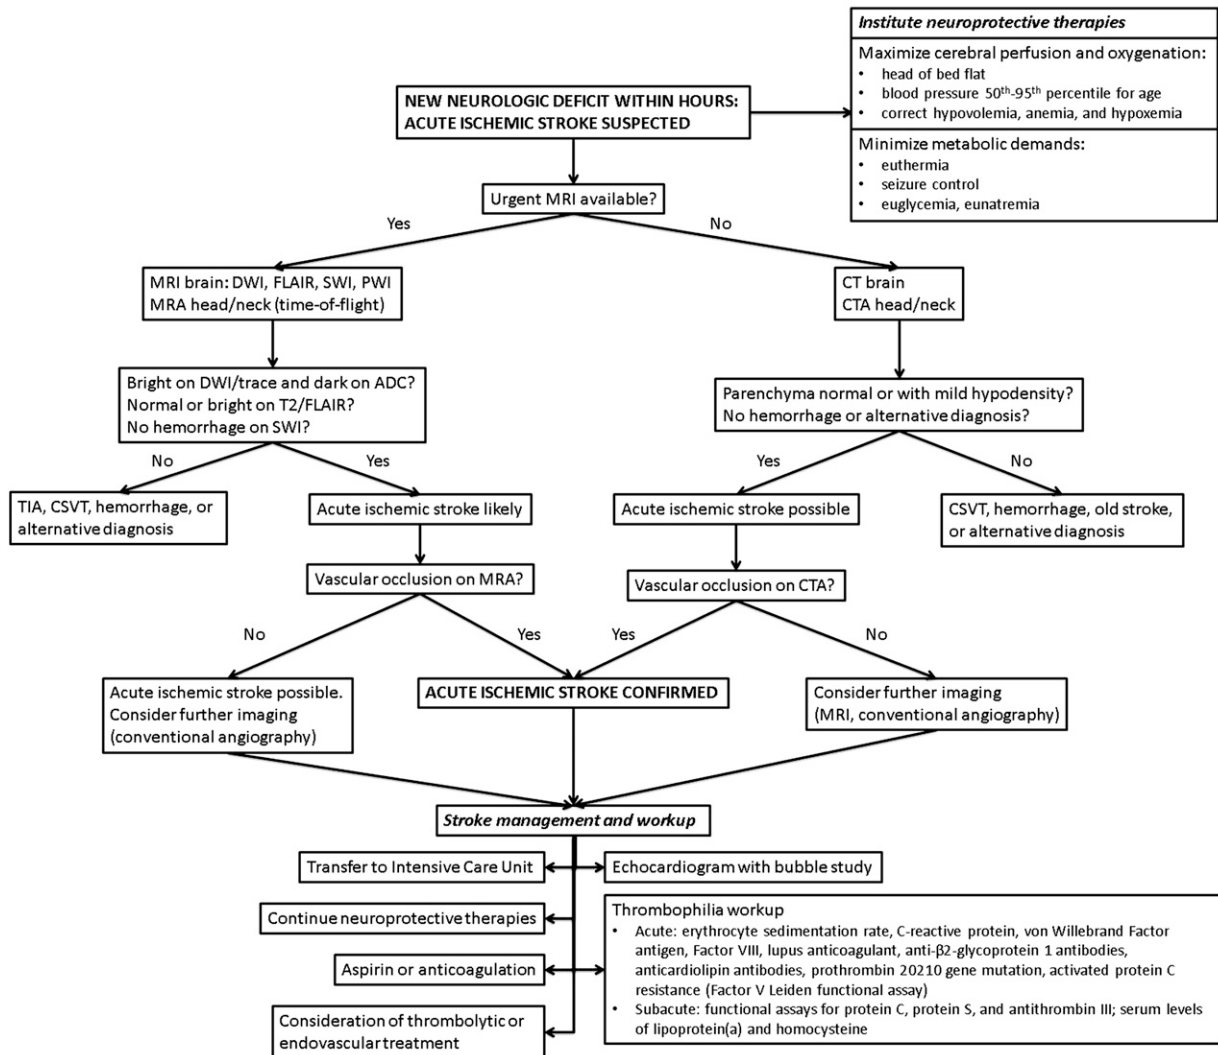 Institute neuroprotective therapies
Maximize cerebral perfusion and oxygenation:
• head of bed flat
• blood pressure 50th-95th percentile for age
• correct hypovolemia, anemia, and hypoxemia
Minimize metabolic demands:
• euthermia
• seizure control
• euglycemia, eunatremia
NEW NEUROLOGIC DEFICIT WITHIN HOURS:
ACUTE ISCHEMIC STROKE SUSPECTED
Urgent MRI available?
Yes
No
MRI brain: DWI, FLAIR, SWI, PWI
MRA head/neck (time-of-flight)
CT brain
CTA head/neck
Bright on DWI/trace and dark on ADC?
Normal or bright on T2/FLAIR?
No hemorrhage on SWI?
Parenchyma normal or with mild hypodensity?
No hemorrhage or alternative diagnosis?
No
Yes
Yes
No
TIA, CSVT, hemorrhage, or
alternative diagnosis
Acute ischemic stroke likely
Acute ischemic stroke possible
CSVT, hemorrhage, old stroke,
or alternative diagnosis
Vascular occlusion on MRA?
Vascular occlusion on CTA?
No
Yes
Yes
No
Acute ischemic stroke possible.
Consider further imaging
(conventional angiography)
ACUTE ISCHEMIC STROKE CONFIRMED
Consider further imaging
(MRI, conventional angiography)
Stroke management and workup
Transfer to Intensive Care Unit
Echocardiogram with bubble study
Continue neuroprotective therapies
Aspirin or anticoagulation
Consideration of thrombolytic or
endovascular treatment
Thrombophilia workup
• Acute: erythrocyte sedimentation rate, C-reactive protein, von Willebrand Factor
antigen, Factor VIII, lupus anticoagulant, anti-β2-glycoprotein 1 antibodies,
anticardiolipin antibodies, prothrombin 20210 gene mutation, activated protein C
resistance (Factor V Leiden functional assay)
• Subacute: functional assays for protein C, protein S, and antithrombin III; serum levels
of lipoprotein(a) and homocysteine